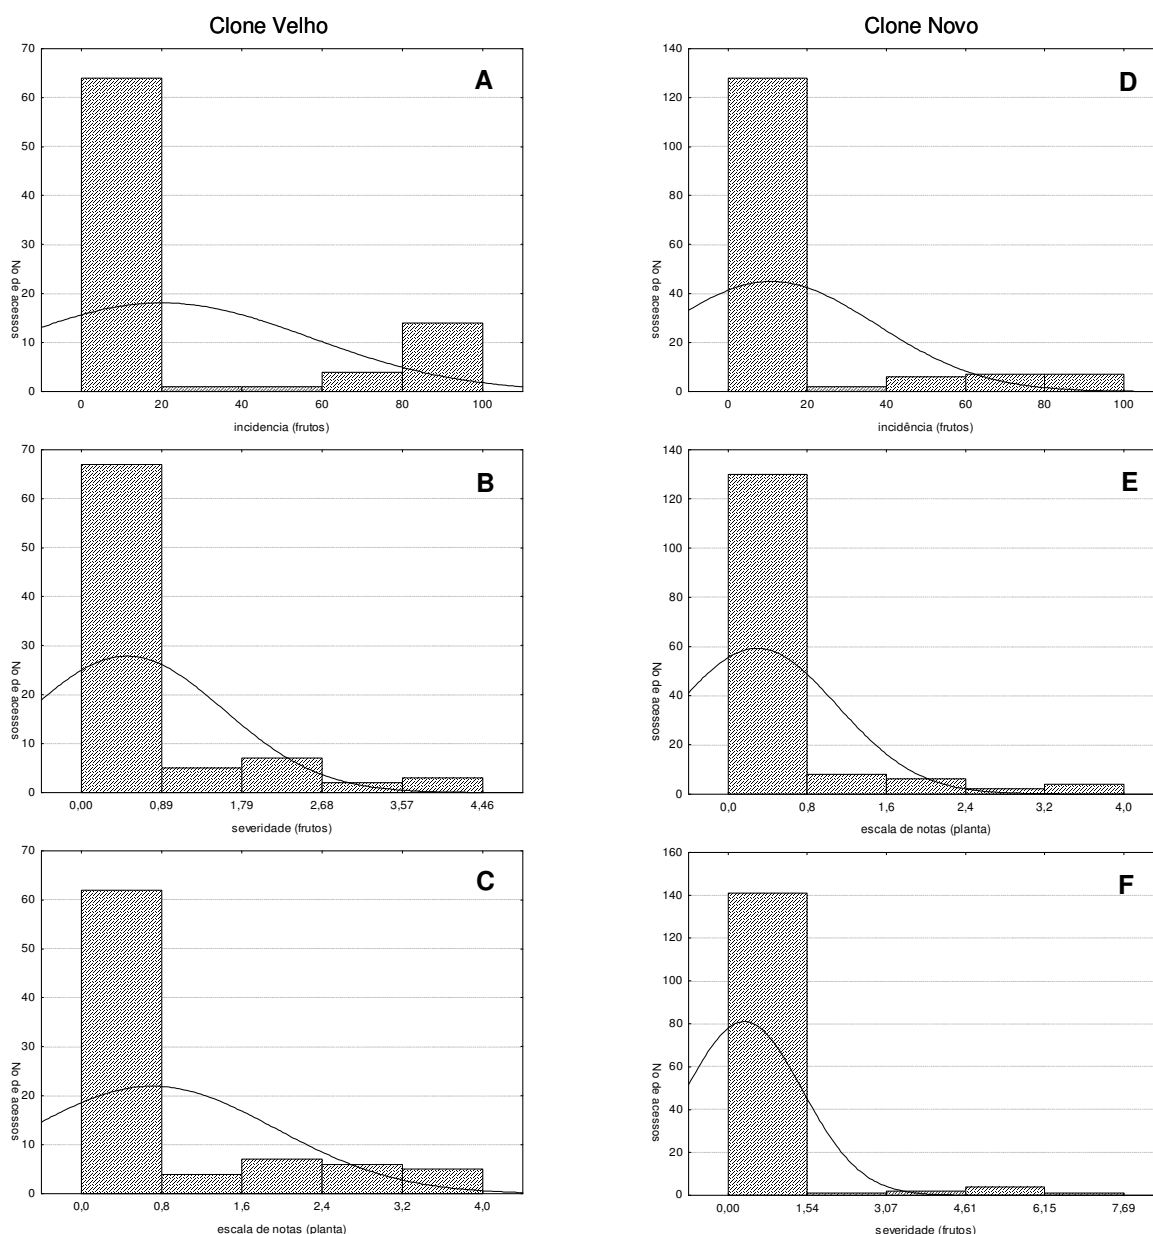 Clone Velho
Clone Novo
A
70
60
50
40
30
20
10
0
No de acessos
0 20 40 60 80 100
incidencia (frutos)
D
140
120
100
80
60
40
20
0
No de acessos
0 20 40 60 80 100
incidência (frutos)
B
70
60
50
40
30
20
10
0
No de acessos
0,00 0,89 1,79 2,68 3,57 4,46
severidade (frutos)
E
140
120
100
80
60
40
20
0
No de acessos
0,0 0,8 1,6 2,4 3,2 4,0
escala de notas (planta)
C
70
60
50
40
30
20
10
0
No de acessos
0,0 0,8 1,6 2,4 3,2 4,0
escala de notas (planta)
F
160
140
120
100
80
60
40
20
0
No de acessos
0,00 1,54 3,07 4,61 6,15 7,69
severidade (frutos)